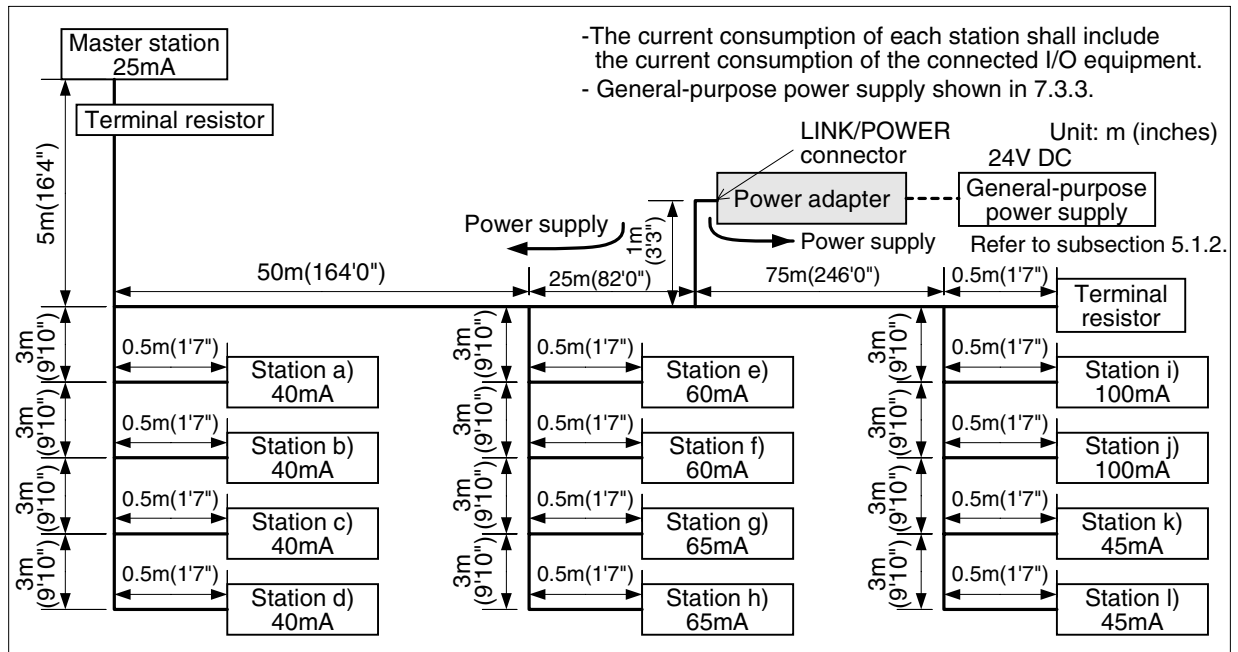 Master station
25mA
-The current consumption of each station shall include
the current consumption of the connected I/O equipment.
- General-purpose power supply shown in 7.3.3.
Terminal resistor
LINK/POWER
connector
Unit: m (inches)
24V DC
5m(16'4")
Power adapter
General-purpose
power supply
Power supply
1m
(3'3")
Power supply
Refer to subsection 5.1.2.
50m(164'0")
25m(82'0")
75m(246'0")
0.5m(1'7")
Terminal
resistor
3m
(9'10")
0.5m(1'7")
Station a)
40mA
3m
(9'10")
0.5m(1'7")
Station e)
60mA
3m
(9'10")
0.5m(1'7")
Station i)
100mA
3m
(9'10")
0.5m(1'7")
Station b)
40mA
3m
(9'10")
0.5m(1'7")
Station f)
60mA
3m
(9'10")
0.5m(1'7")
Station j)
100mA
3m
(9'10")
0.5m(1'7")
Station c)
40mA
3m
(9'10")
0.5m(1'7")
Station g)
65mA
3m
(9'10")
0.5m(1'7")
Station k)
45mA
3m
(9'10")
0.5m(1'7")
Station d)
40mA
3m
(9'10")
0.5m(1'7")
Station h)
65mA
3m
(9'10")
0.5m(1'7")
Station l)
45mA